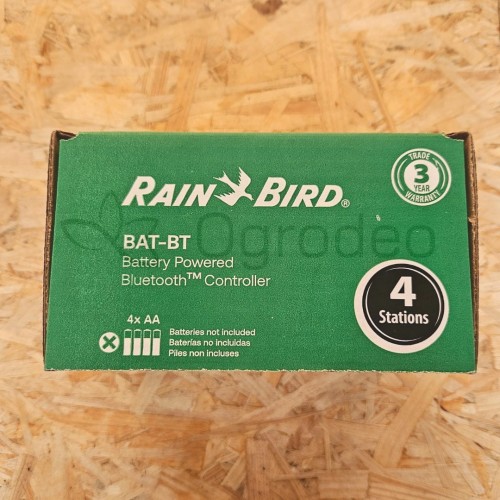 RAIN BIRD®
TRADE
3
YEAR
WARRANTY
Ogrodeo
BAT-BT
Battery Powered
Bluetooth™ Controller
4
Stations
4x AA
Batteries not included
Baterías no incluidas
Piles non incluses